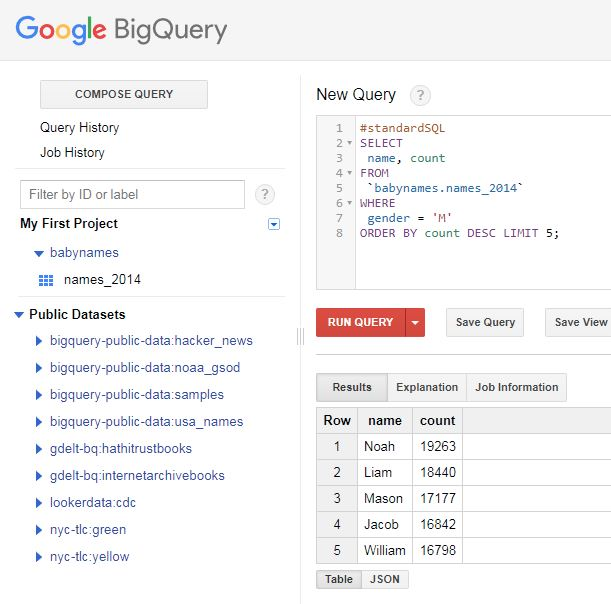 Google BigQuery
COMPOSE QUERY
Query History
Job History
Filter by ID or label
?
My First Project
babynames
names_2014
Public Datasets
bigquery-public-data:hacker_news
bigquery-public-data:noaa_gsod
bigquery-public-data:samples
bigquery-public-data:usa_names
gdelt-bq:hathitrustbooks
gdelt-bq:internetarchivebooks
lookerdata:cdc
nyc-tlc:green
nyc-tlc:yellow
New Query ?
1 #standardSQL
2 SELECT
3 name, count
4 FROM
5 `babynames.names_2014`
6 WHERE
7 gender = 'M'
8 ORDER BY count DESC LIMIT 5;
RUN QUERY Save Query Save View
Results Explanation Job Information
Row name count
1 Noah 19263
2 Liam 18440
3 Mason 17177
4 Jacob 16842
5 William 16798
Table JSON